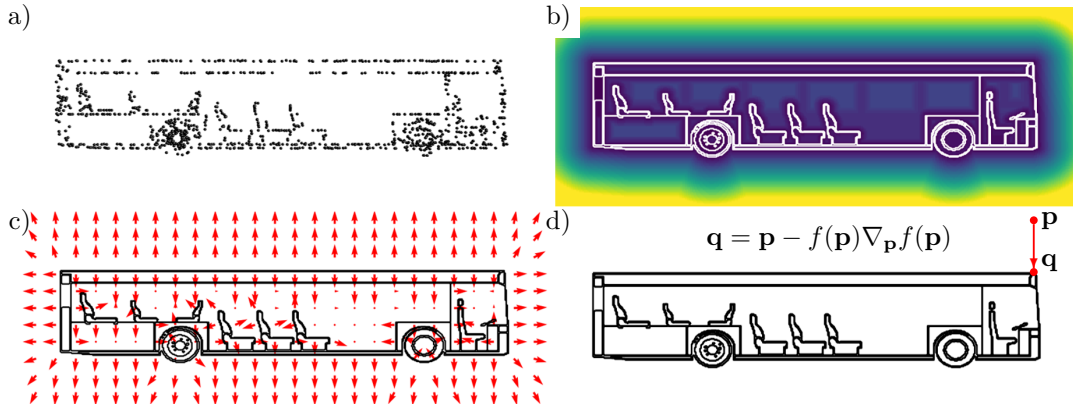 a)
b)
c)
d)
q = p − f(p)∇ₚf(p)
p
q